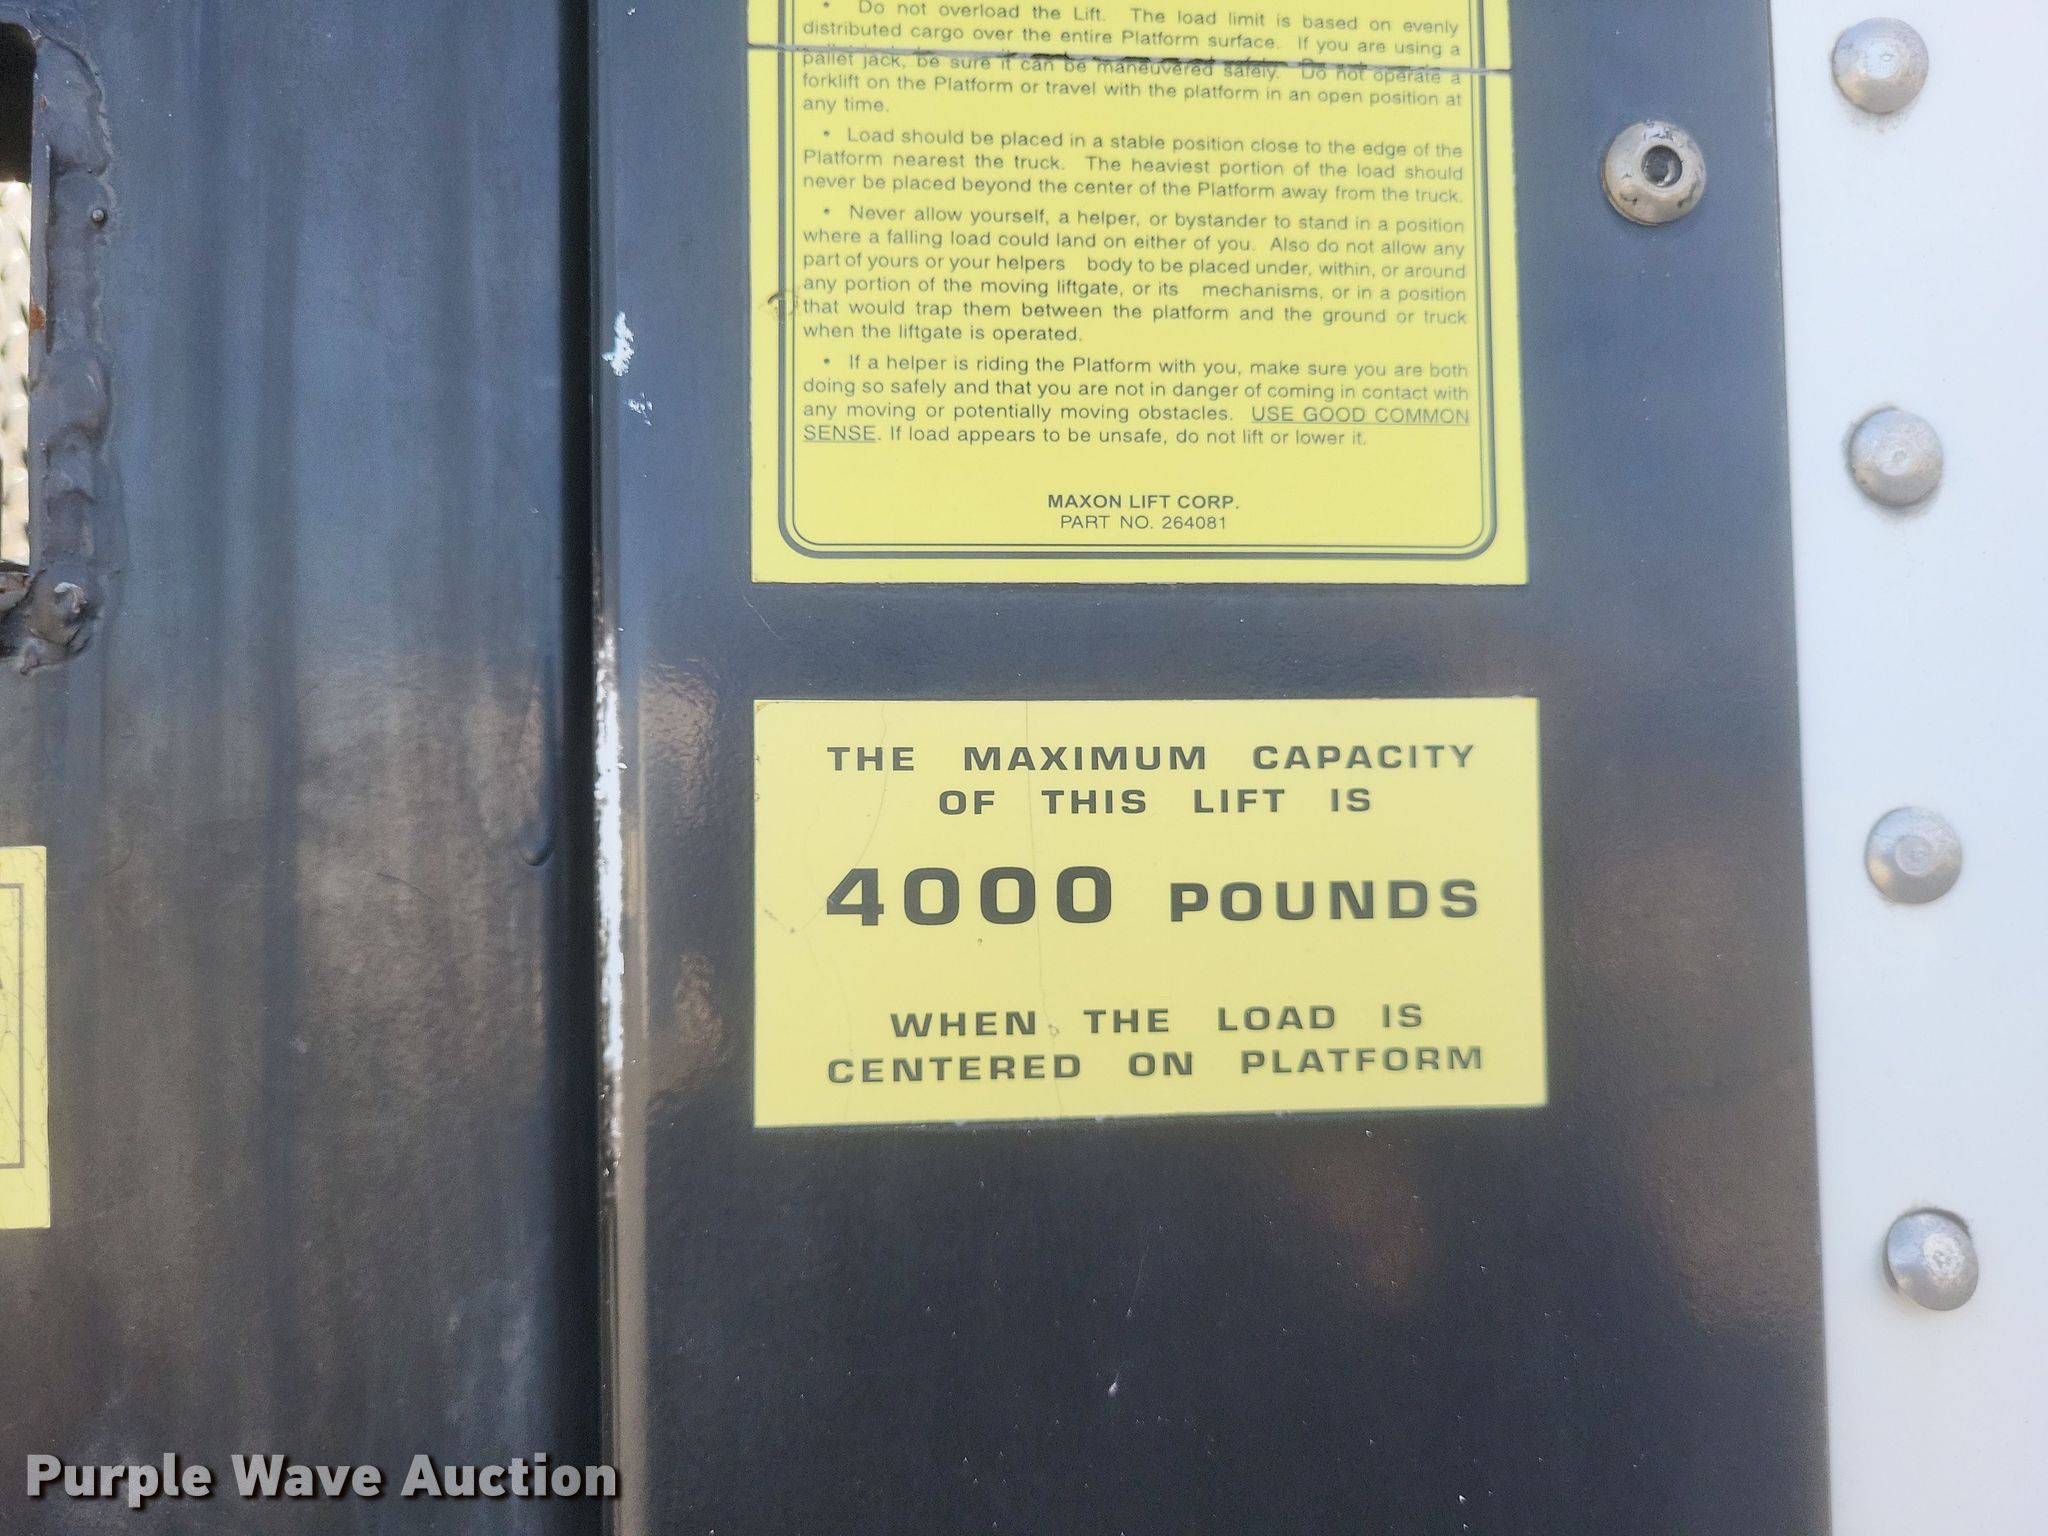 • Do not overload the Lift. The load limit is based on evenly
distributed cargo over the entire Platform surface. If you are using a
pallet jack, be sure it can be maneuvered safely. Do not operate a
forklift on the Platform or travel with the platform in an open position at
any time.
• Load should be placed in a stable position close to the edge of the
Platform nearest the truck. The heaviest portion of the load should
never be placed beyond the center of the Platform away from the truck.
• Never allow yourself, a helper, or bystander to stand in a position
where a falling load could land on either of you. Also do not allow any
part of yours or your helpers body to be placed under, within, or around
any portion of the moving liftgate, or its mechanisms, or in a position
that would trap them between the platform and the ground or truck
when the liftgate is operated.
• If a helper is riding the Platform with you, make sure you are both
doing so safely and that you are not in danger of coming in contact with
any moving or potentially moving obstacles. USE GOOD COMMON
SENSE. If load appears to be unsafe, do not lift or lower it.
MAXON LIFT CORP.
PART NO. 264081
THE MAXIMUM CAPACITY
OF THIS LIFT IS
4000 POUNDS
WHEN THE LOAD IS
CENTERED ON PLATFORM
Purple Wave Auction